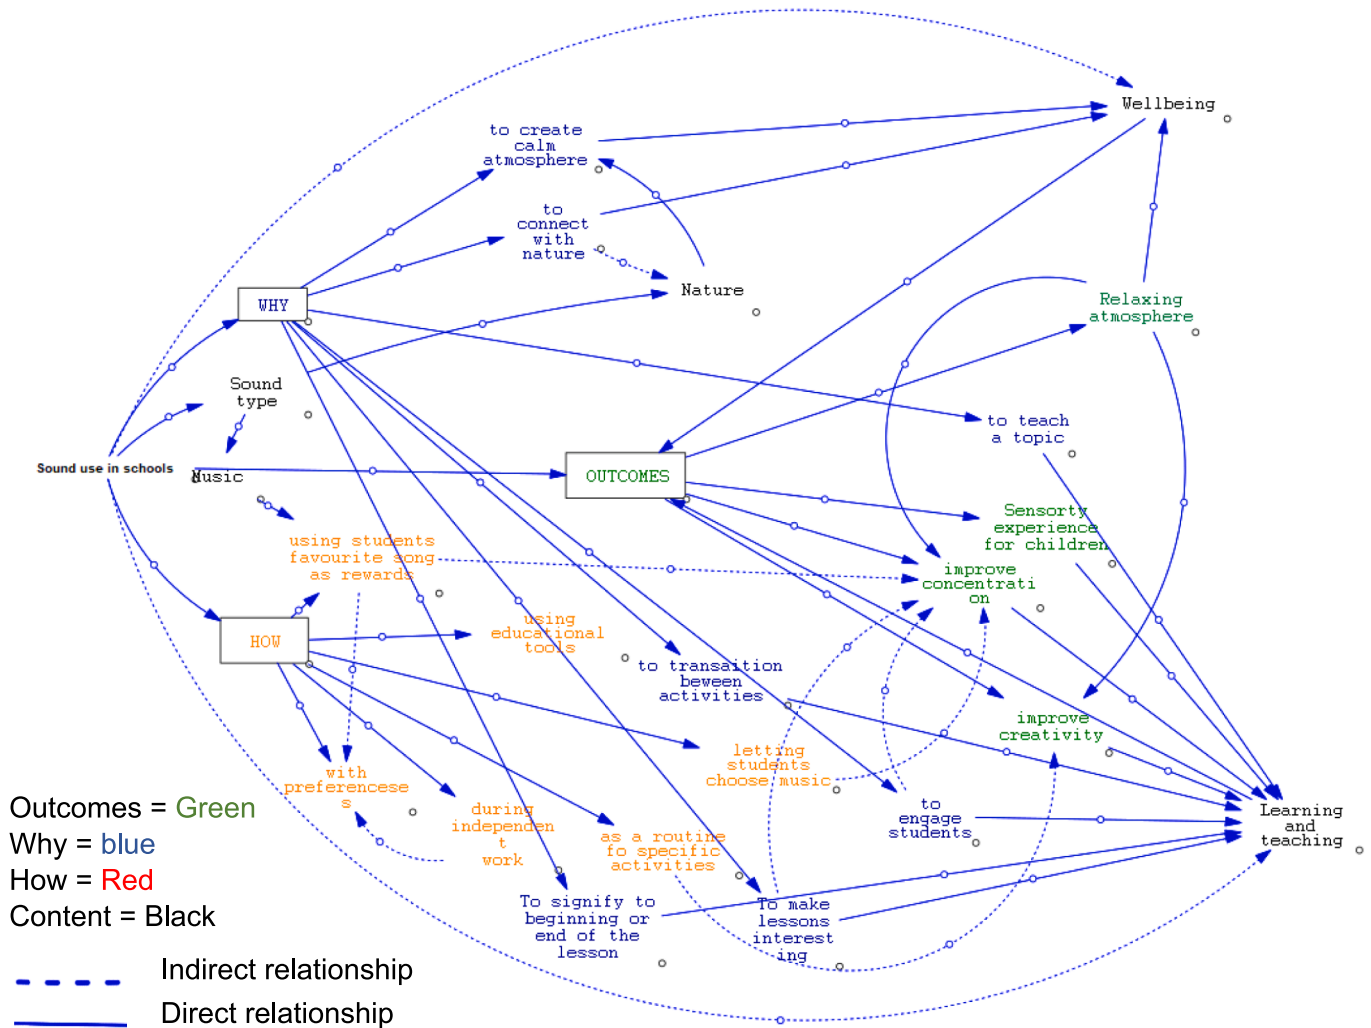 Wellbeing
to create
calm
atmosphere
to
connect
with
nature
Nature
WHY
Relaxing
atmosphere
Sound
type
to teach
a topic
Sound use in schools
Music
OUTCOMES
Sensorty
experience
for children
using students
favourite song
as rewards
improve
concentrati
on
HOW
using
educational
tools
to transaition
beween
activities
improve
creativity
letting
students
choose music
with
preferencese
s
during
independen
t
work
as a routine
fo specific
activities
to
engage
students
Learning
and
teaching
To signify to
beginning or
end of the
lesson
To make
lessons
interest
ing
Outcomes = Green
Why = blue
How = Red
Content = Black
Indirect relationship
Direct relationship